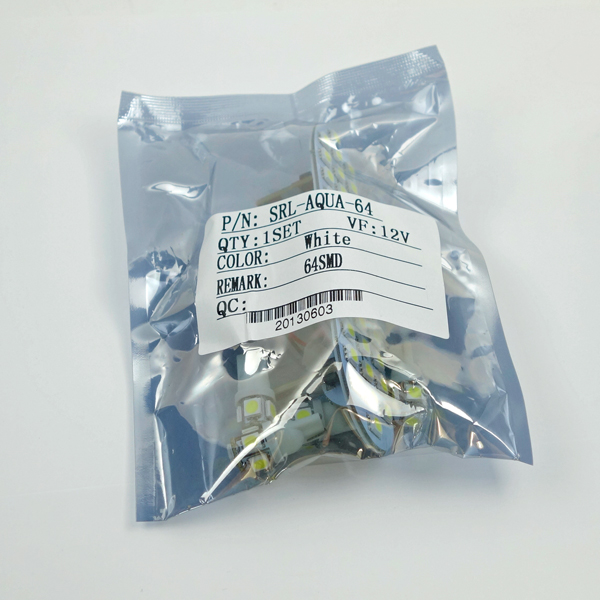 P/N: SRL-AQUA-64
QTY:1SET VF:12V
COLOR: White
REMARK: 64SMD
QC:
20130603